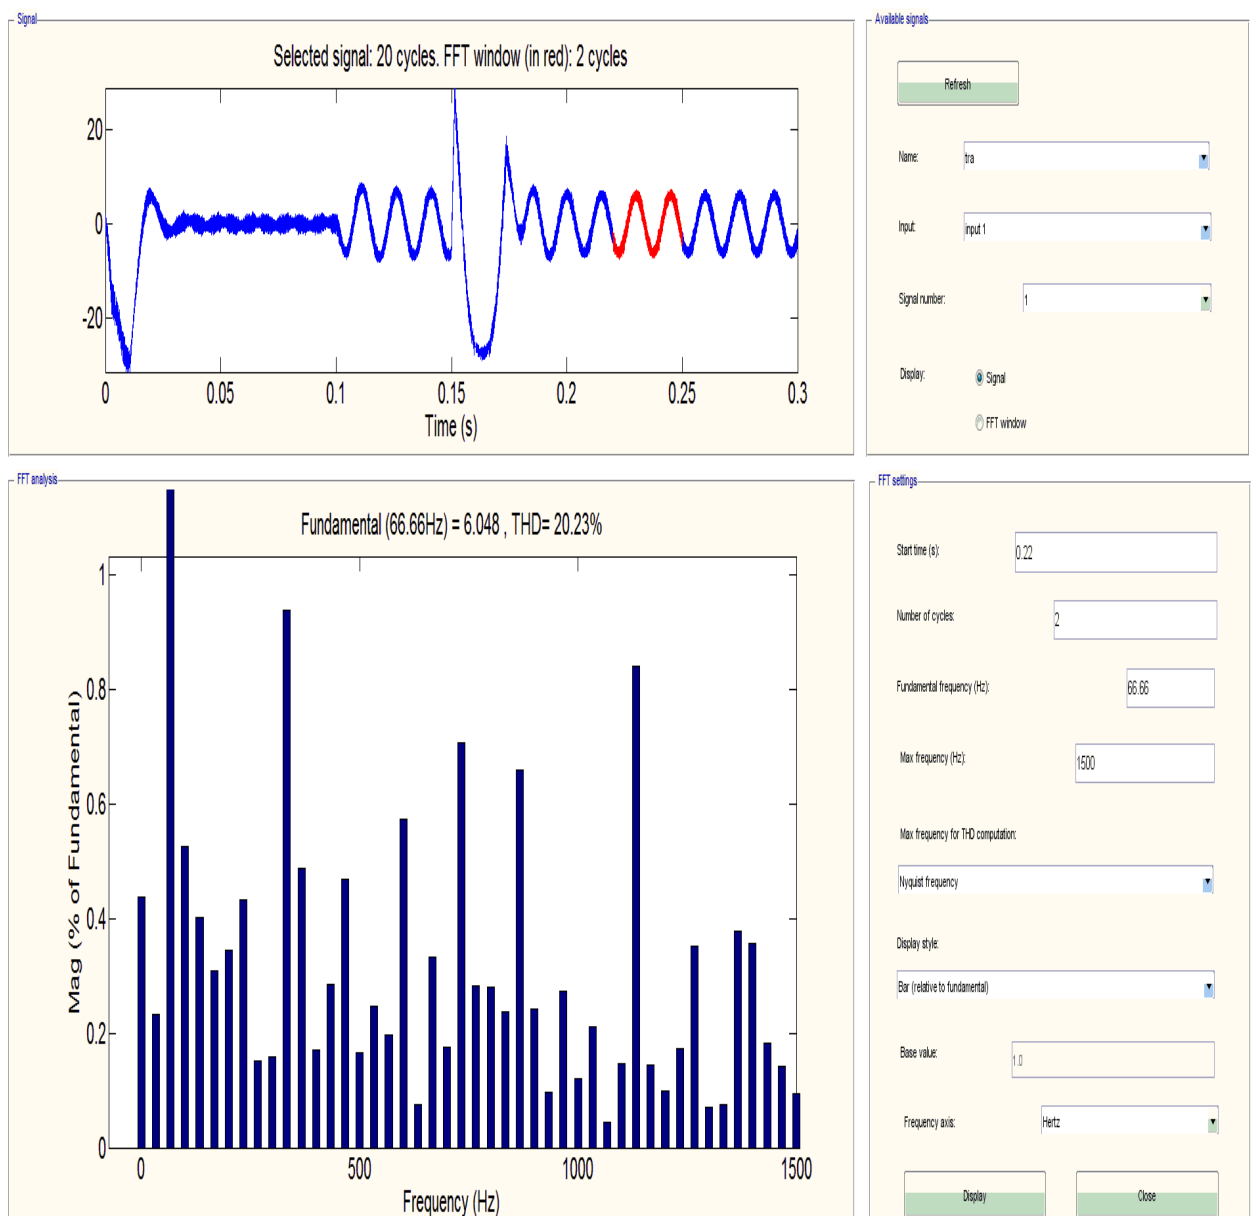 Signal
Selected signal: 20 cycles. FFT window (in red): 2 cycles
20
0
-20
0 0.05 0.1 0.15 0.2 0.25 0.3
Time (s)
Available signals
Refresh
Name: tra
Input: input 1
Signal number: 1
Display: Signal
FFT window
FFT analysis
Fundamental (66.66Hz) = 6.048 , THD= 20.23%
Mag (% of Fundamental)
1
0.8
0.6
0.4
0.2
0
0 500 1000 1500
Frequency (Hz)
FFT settings
Start time (s): 0.22
Number of cycles: 2
Fundamental frequency (Hz): 66.66
Max frequency (Hz): 1500
Max frequency for THD computation:
Nyquist frequency
Display style:
Bar (relative to fundamental)
Base value: 1.0
Frequency axis: Hertz
Display Close